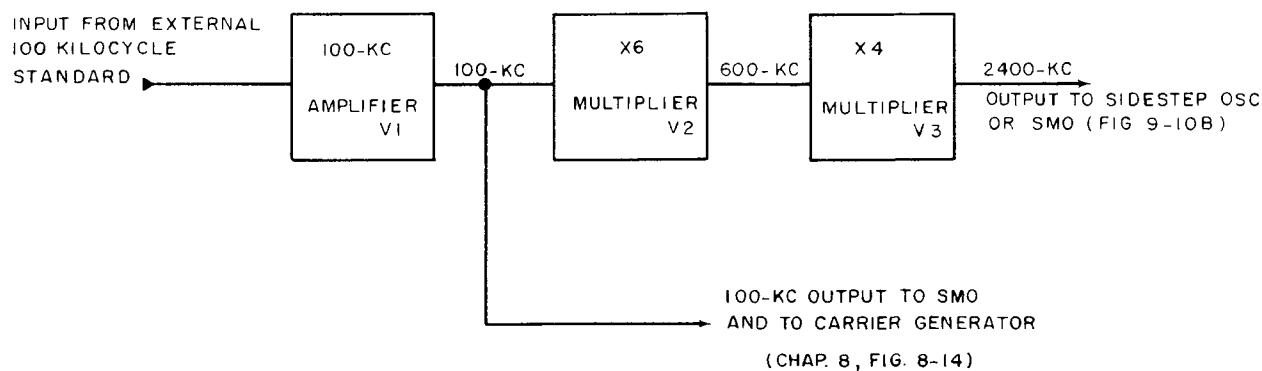 INPUT FROM EXTERNAL
100 KILOCYCLE
STANDARD
100-KC
AMPLIFIER
V1
100-KC
X6
MULTIPLIER
V2
600-KC
X4
MULTIPLIER
V3
2400-KC
OUTPUT TO SIDESTEP OSC
OR SMO (FIG 9-10B)
100-KC OUTPUT TO SMO
AND TO CARRIER GENERATOR
(CHAP. 8, FIG. 8-14)